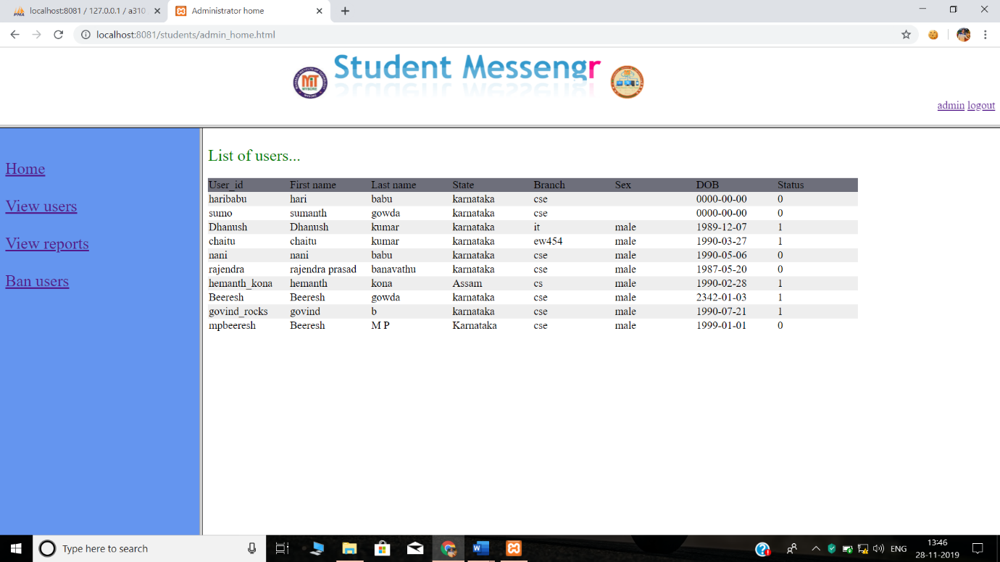 localhost:8081 / 127.0.0.1 / a310
Administrator home
localhost:8081/students/admin_home.html
Student Messengr
MIT
MYSORE
admin logout
Home
View users
View reports
Ban users
List of users...
User_id First name Last name State Branch Sex DOB Status
haribabu hari babu karnataka cse 0000-00-00 0
sumo sumanth gowda karnataka cse 0000-00-00 0
Dhanush Dhanush kumar karnataka it male 1989-12-07 1
chaitu chaitu kumar karnataka ew454 male 1990-03-27 1
nani nani babu karnataka cse male 1990-05-06 0
rajendra rajendra prasad banavathu karnataka cse male 1987-05-20 0
hemanth_kona hemanth kona Assam cs male 1990-02-28 1
Beeresh Beeresh gowda karnataka cse male 2342-01-03 1
govind_rocks govind b karnataka cse male 1990-07-21 1
mpbeeresh Beeresh M P Karnataka cse male 1999-01-01 0
Type here to search
ENG
13:46
28-11-2019